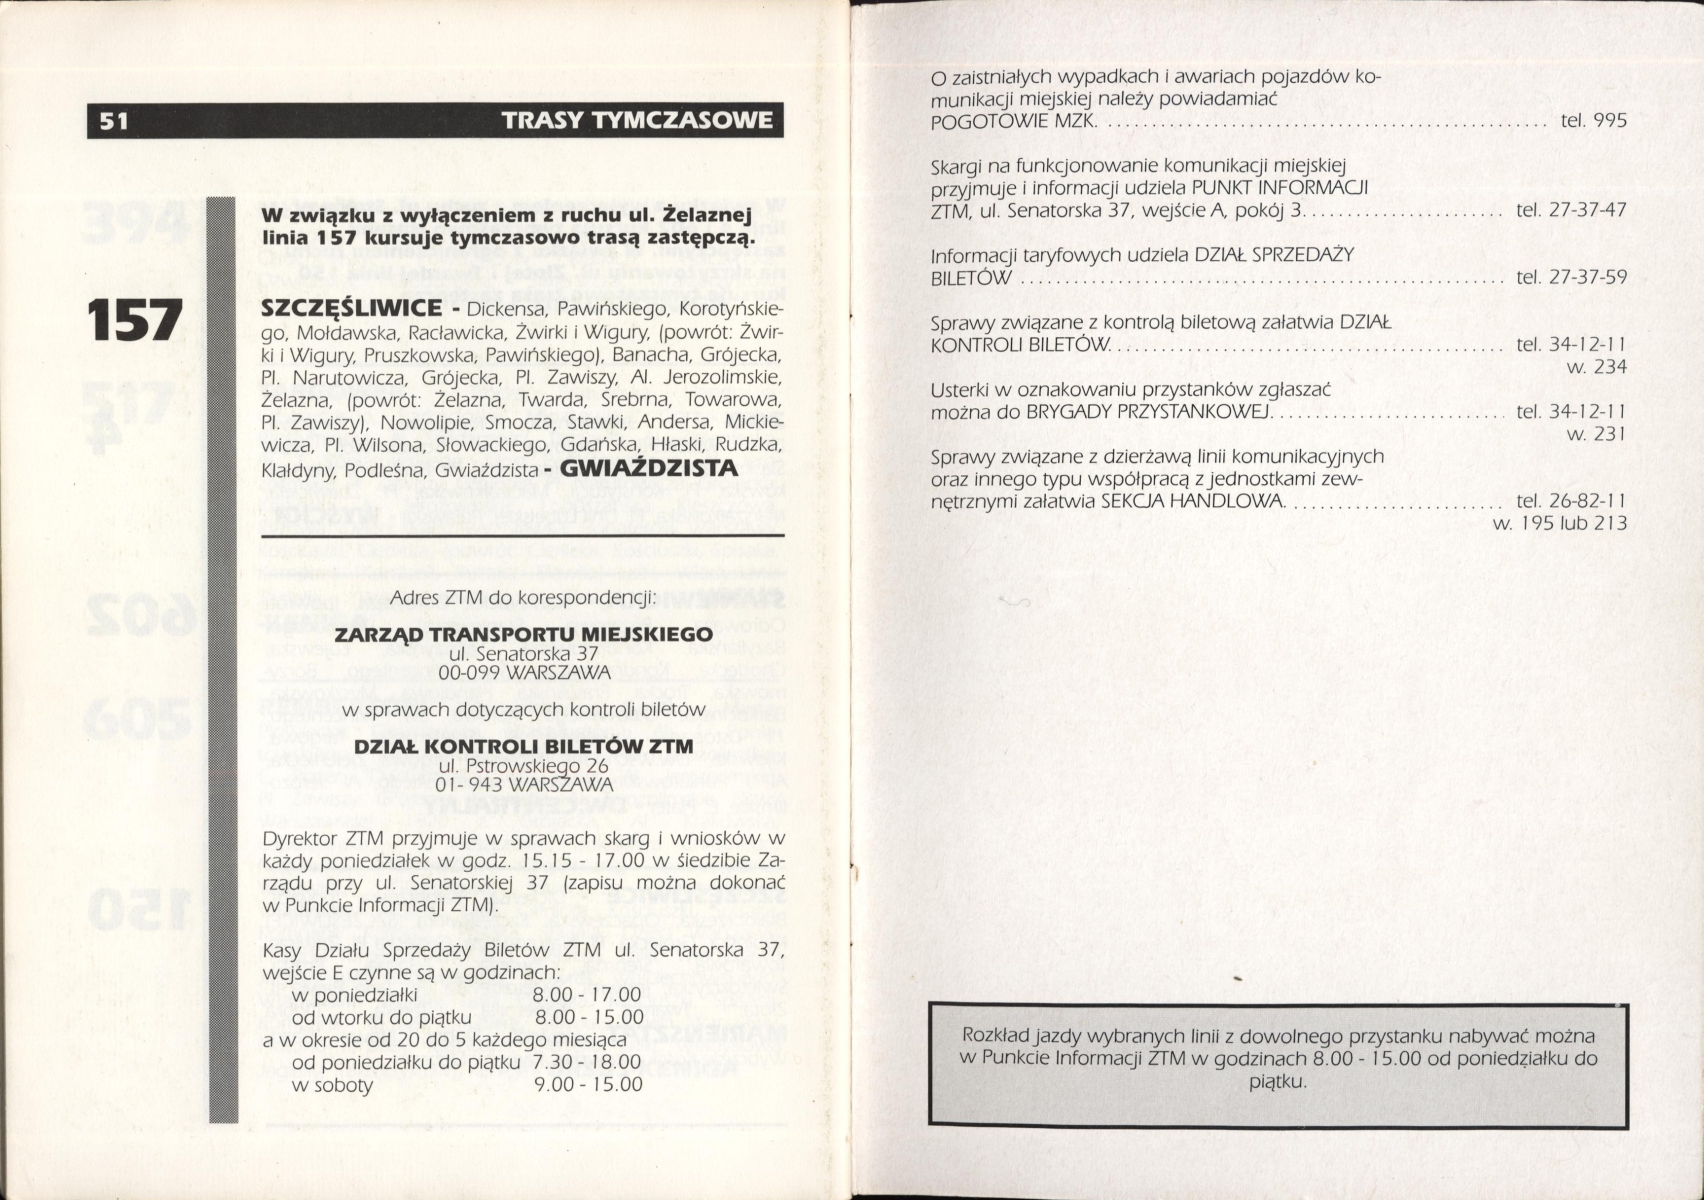 51 TRASY TYMCZASOWE
W związku z wyłączeniem z ruchu ul. Żelaznej
linia 157 kursuje tymczasowo trasą zastępczą.
157
SZCZĘŚLIWICE - Dickensa, Pawińskiego, Korotyńskie-
go, Mołdawska, Racławicka, Żwirki i Wigury, (powrót: Żwir-
ki i Wigury, Pruszkowska, Pawińskiego), Banacha, Grójecka,
Pl. Narutowicza, Grójecka, Pl. Zawiszy, Al. Jerozolimskie,
Żelazna, (powrót: Żelazna, Twarda, Srebrna, Towarowa,
Pl. Zawiszy), Nowolipie, Smocza, Stawki, Andersa, Mickie-
wicza, Pl. Wilsona, Słowackiego, Gdańska, Hłaski, Rudzka,
Klałdyny, Podleśna, Gwiaździsta - GWIAŹDZISTA
Adres ZTM do korespondencji:
ZARZĄD TRANSPORTU MIEJSKIEGO
ul. Senatorska 37
00-099 WARSZAWA
w sprawach dotyczących kontroli biletów
DZIAŁ KONTROLI BILETÓW ZTM
ul. Pstrowskiego 26
01- 943 WARSZAWA
Dyrektor ZTM przyjmuje w sprawach skarg i wniosków w
każdy poniedziałek w godz. 15.15 - 17.00 w śiedzibie Za-
rządu przy ul. Senatorskiej 37 (zapisu można dokonać
w Punkcie Informacji ZTM).
Kasy Działu Sprzedaży Biletów ZTM ul. Senatorska 37,
wejście E czynne są w godzinach:
w poniedziałki 8.00 - 17.00
od wtorku do piątku 8.00 - 15.00
a w okresie od 20 do 5 każdego miesiąca
od poniedziałku do piątku 7.30 - 18.00
w soboty 9.00 - 15.00
O zaistniałych wypadkach i awariach pojazdów ko-
munikacji miejskiej należy powiadamiać
POGOTOWIE MZK. .................................................. tel. 995
Skargi na funkcjonowanie komunikacji miejskiej
przyjmuje i informacji udziela PUNKT INFORMACJI
ZTM, ul. Senatorska 37, wejście A, pokój 3....................... tel. 27-37-47
Informacji taryfowych udziela DZIAŁ SPRZEDAŻY
BILETÓW ....................................................... tel. 27-37-59
Sprawy związane z kontrolą biletową załatwia DZIAŁ
KONTROLI BILETÓW............................................. tel. 34-12-11
w. 234
Usterki w oznakowaniu przystanków zgłaszać
można do BRYGADY PRZYSTANKOWEJ........................... tel. 34-12-11
w. 231
Sprawy związane z dzierżawą linii komunikacyjnych
oraz innego typu współpracą z jednostkami zew-
nętrznymi załatwia SEKCJA HANDLOWA......................... tel. 26-82-11
w. 195 lub 213
Rozkład jazdy wybranych linii z dowolnego przystanku nabywać można
w Punkcie Informacji ZTM w godzinach 8.00 - 15.00 od poniedziałku do
piątku.